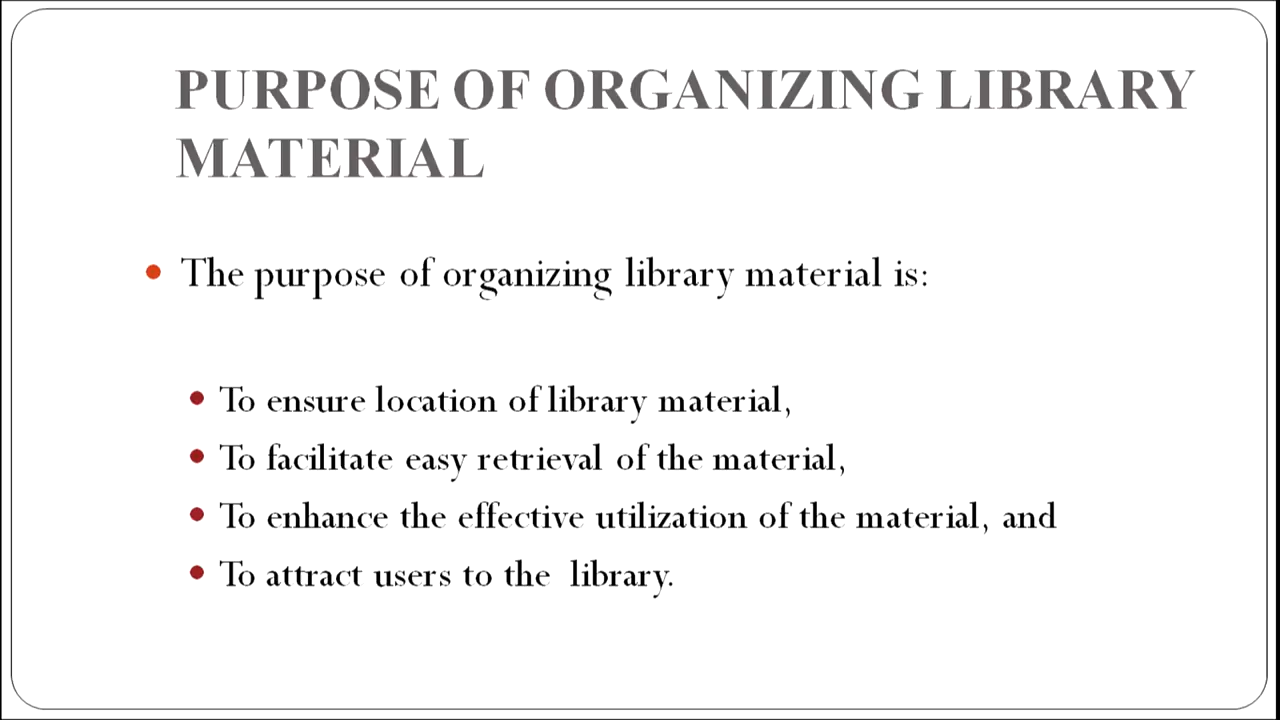 PURPOSE OF ORGANIZING LIBRARY
MATERIAL
• The purpose of organizing library material is:
• To ensure location of library material,
• To facilitate easy retrieval of the material,
• To enhance the effective utilization of the material, and
• To attract users to the library.